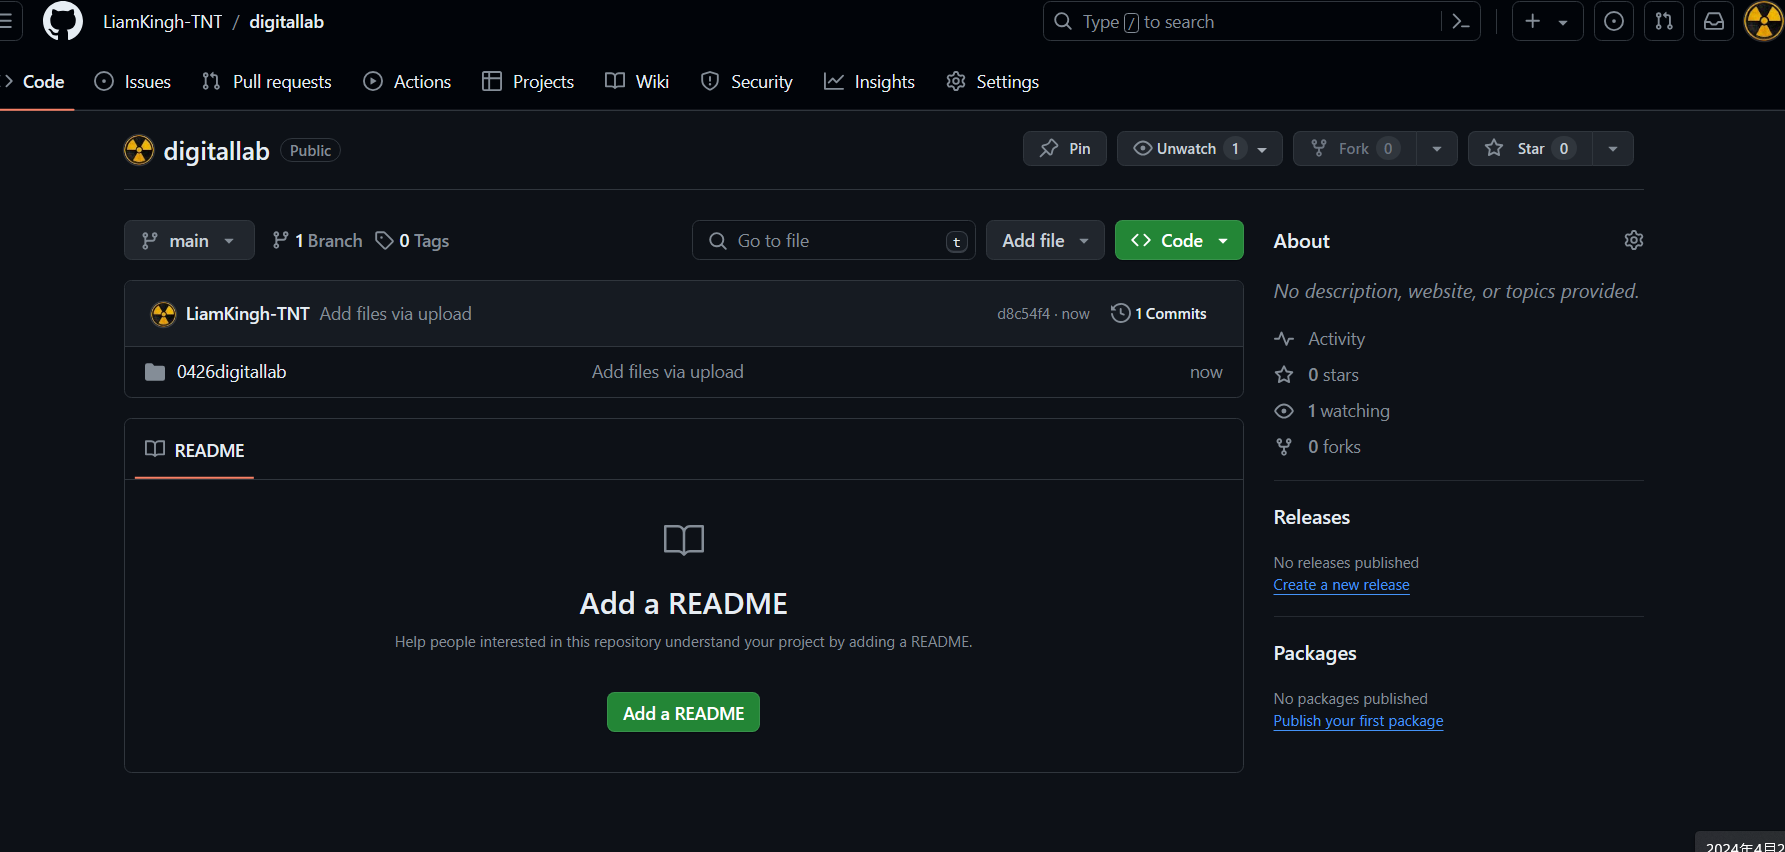 LiamKingh-TNT / digitallab
Type / to search
Code
Issues
Pull requests
Actions
Projects
Wiki
Security
Insights
Settings
digitallab
Public
Pin
Unwatch 1
Fork 0
Star 0
main
1 Branch
0 Tags
Go to file
t
Add file
Code
LiamKingh-TNT Add files via upload
d8c54f4 · now
1 Commits
0426digitallab
Add files via upload
now
README
Add a README
Help people interested in this repository understand your project by adding a README.
Add a README
About
No description, website, or topics provided.
Activity
0 stars
1 watching
0 forks
Releases
No releases published
Create a new release
Packages
No packages published
Publish your first package
2024年4月2